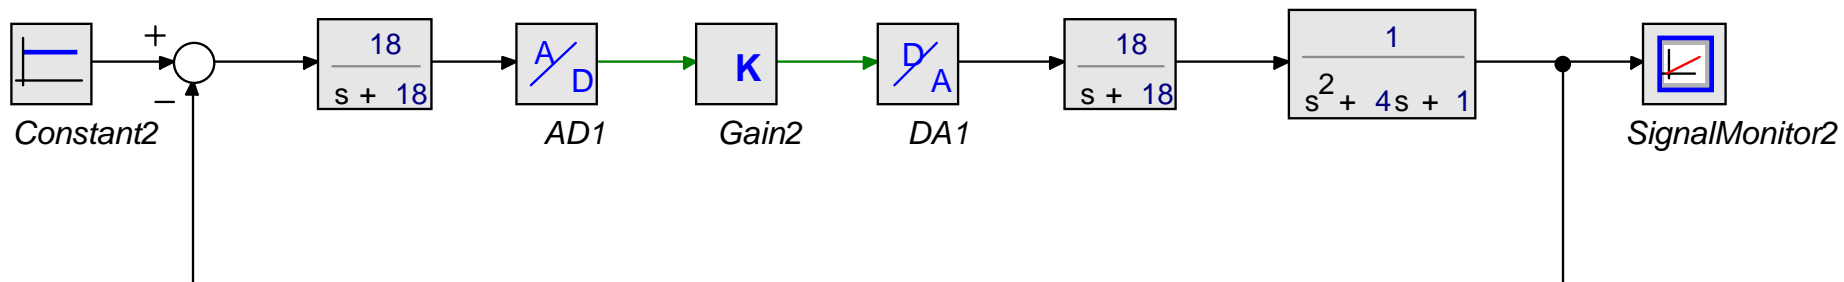 +
−
Constant2
18
s + 18
A/D
AD1
K
Gain2
D/A
DA1
18
s + 18
1
s² + 4s + 1
SignalMonitor2